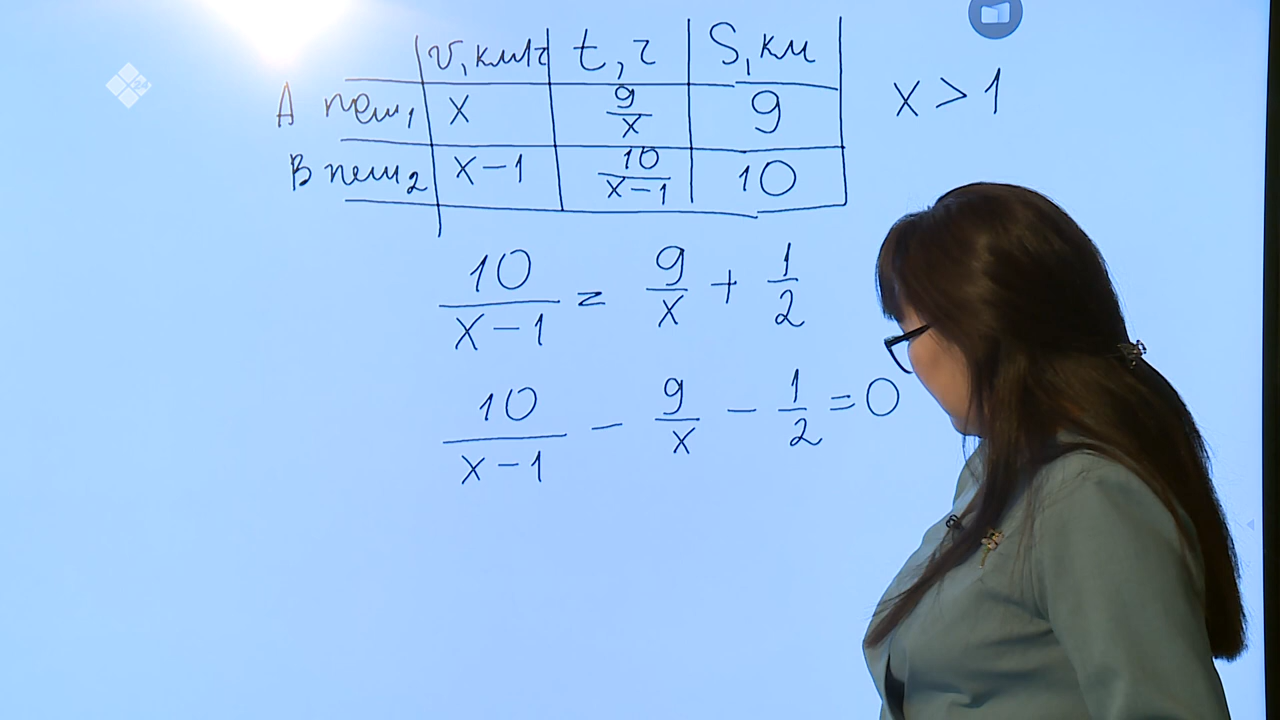 v, км/ч t, ч S, км
А пеш₁ x 9/x 9 x > 1
В пеш₂ x − 1 10/(x − 1) 10
10/(x − 1) = 9/x + 1/2
10/(x − 1) − 9/x − 1/2 = 0